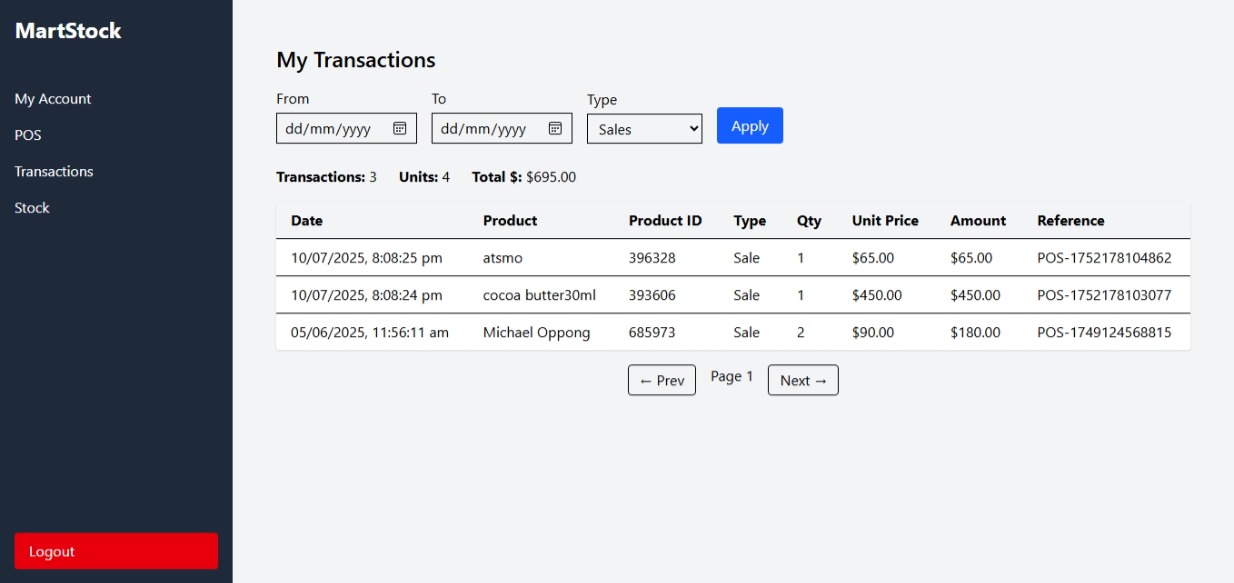 MartStock
My Account
POS
Transactions
Stock
Logout
My Transactions
From To Type
dd/mm/yyyy dd/mm/yyyy Sales Apply
Transactions: 3 Units: 4 Total $: $695.00
Date Product Product ID Type Qty Unit Price Amount Reference
10/07/2025, 8:08:25 pm atsmo 396328 Sale 1 $65.00 $65.00 POS-1752178104862
10/07/2025, 8:08:24 pm cocoa butter30ml 393606 Sale 1 $450.00 $450.00 POS-1752178103077
05/06/2025, 11:56:11 am Michael Oppong 685973 Sale 2 $90.00 $180.00 POS-1749124568815
← Prev Page 1 Next →